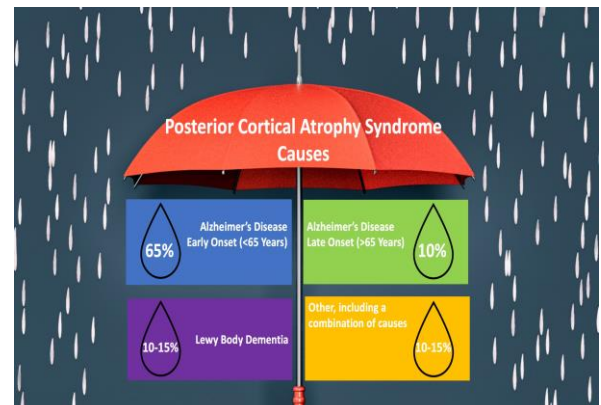 Posterior Cortical Atrophy Syndrome
Causes
65%
Alzheimer's Disease
Early Onset (<65 Years)
Alzheimer's Disease
Late Onset (>65 Years)
10%
10-15%
Lewy Body Dementia
Other, including a
combination of causes
10-15%